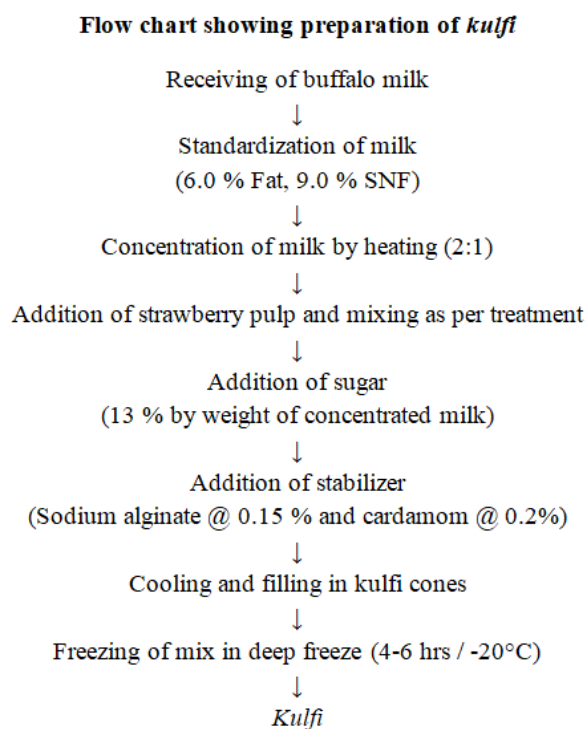 Flow chart showing preparation of kulfi
Receiving of buffalo milk
↓
Standardization of milk
(6.0 % Fat, 9.0 % SNF)
↓
Concentration of milk by heating (2:1)
↓
Addition of strawberry pulp and mixing as per treatment
↓
Addition of sugar
(13 % by weight of concentrated milk)
↓
Addition of stabilizer
(Sodium alginate @ 0.15 % and cardamom @ 0.2%)
↓
Cooling and filling in kulfi cones
↓
Freezing of mix in deep freeze (4-6 hrs / -20°C)
↓
Kulfi